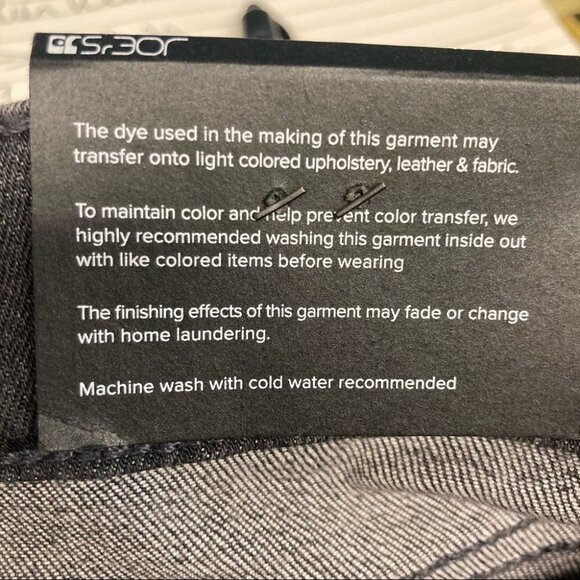 The dye used in the making of this garment may
transfer onto light colored upholstery, leather & fabric.
To maintain color and help prevent color transfer, we
highly recommended washing this garment inside out
with like colored items before wearing
The finishing effects of this garment may fade or change
with home laundering.
Machine wash with cold water recommended